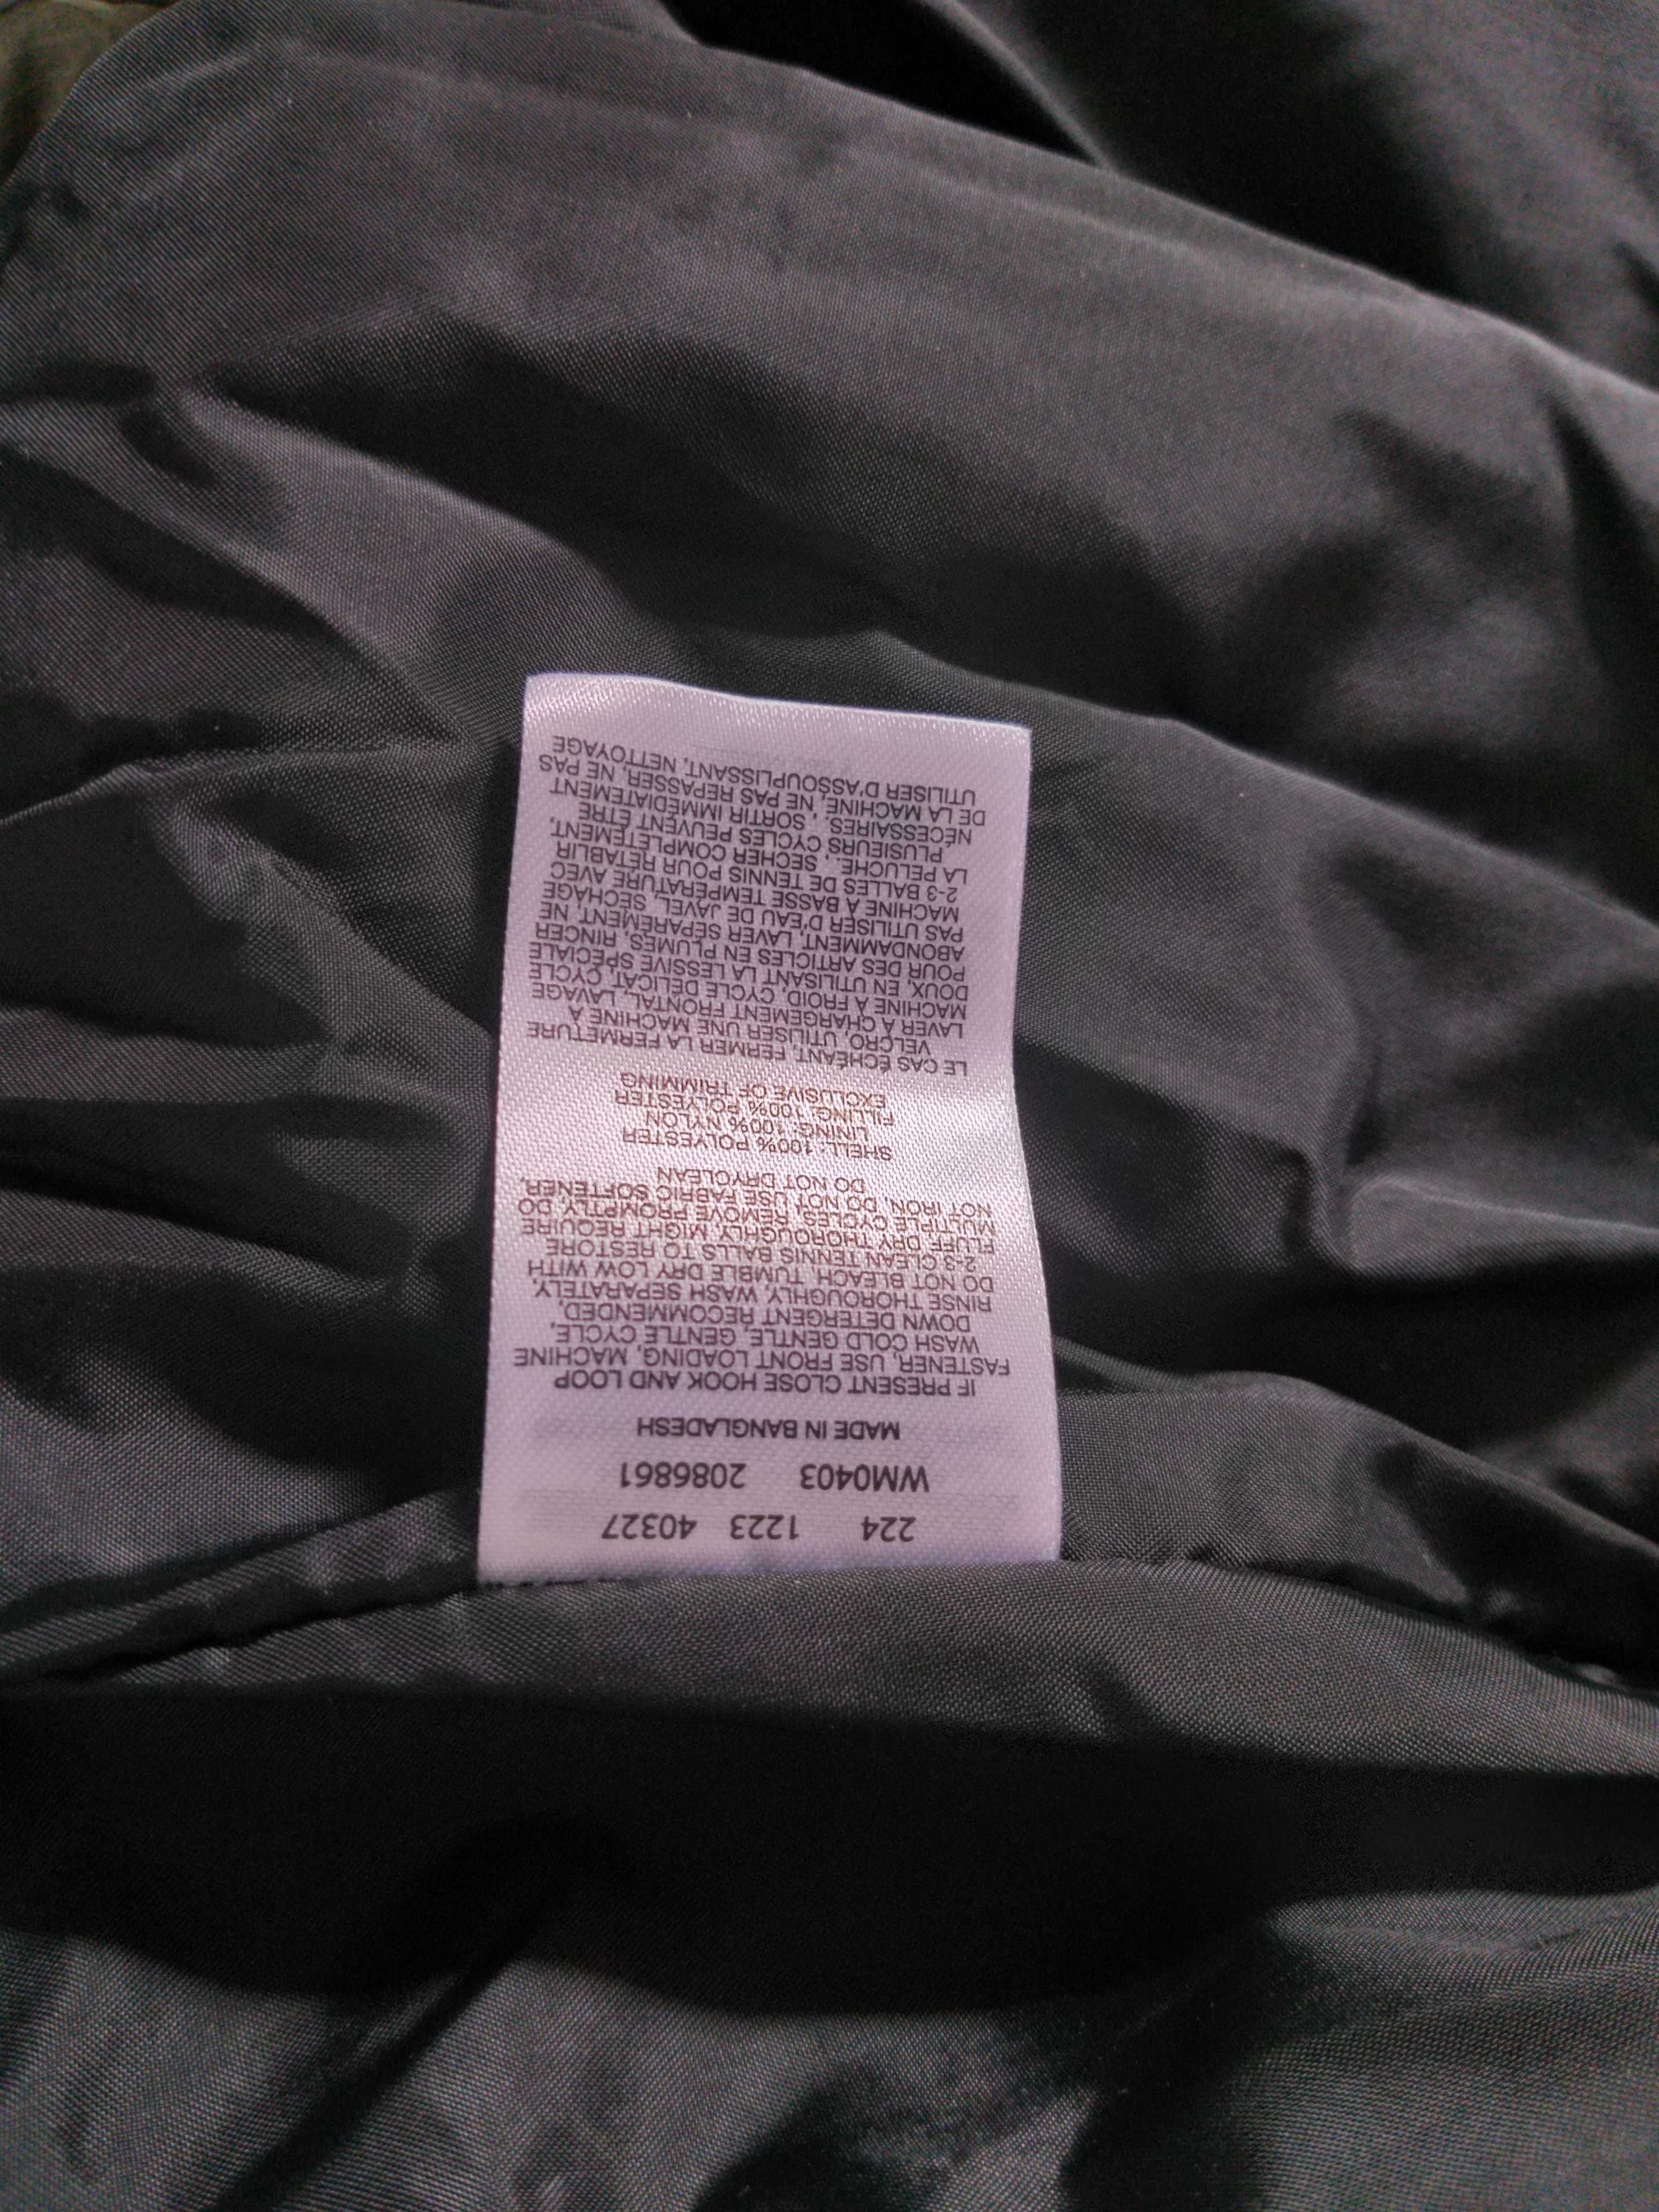 224 1223 40327
WM0403 2086861
MADE IN BANGLADESH
IF PRESENT CLOSE HOOK AND LOOP
FASTENER, USE FRONT LOADING, MACHINE
WASH COLD GENTLE, GENTLE CYCLE,
DOWN DETERGENT RECOMMENDED,
RINSE THOROUGHLY, WASH SEPARATELY,
DO NOT BLEACH, TUMBLE DRY LOW WITH
2-3 CLEAN TENNIS BALLS TO RESTORE
FLUFF, DRY THOROUGHLY, MIGHT REQUIRE
MULTIPLE CYCLES, REMOVE PROMPTLY, DO
NOT IRON, DO NOT USE FABRIC SOFTENER,
DO NOT DRYCLEAN
SHELL: 100% POLYESTER
LINING: 100% NYLON
FILLING: 100% POLYESTER
EXCLUSIVE OF TRIMMING
LE CAS ÉCHÉANT, FERMER LA FERMETURE
VELCRO, UTILISER UNE MACHINE À
LAVER À CHARGEMENT FRONTAL, LAVAGE
MACHINE À FROID, CYCLE DÉLICAT, CYCLE
DOUX, EN UTILISANT LA LESSIVE SPÉCIALE
POUR DES ARTICLES EN PLUMES, RINCER
ABONDAMMENT, LAVER SÉPARÉMENT, NE
PAS UTILISER D'EAU DE JAVEL, SÉCHAGE
MACHINE À BASSE TEMPÉRATURE AVEC
2-3 BALLES DE TENNIS POUR RÉTABLIR
LA PELUCHE, , SÉCHER COMPLÈTEMENT,
PLUSIEURS CYCLES PEUVENT ÊTRE
NÉCESSAIRES, , SORTIR IMMÉDIATEMENT
DE LA MACHINE, NE PAS REPASSER, NE PAS
UTILISER D'ASSOUPLISSANT, NETTOYAGE